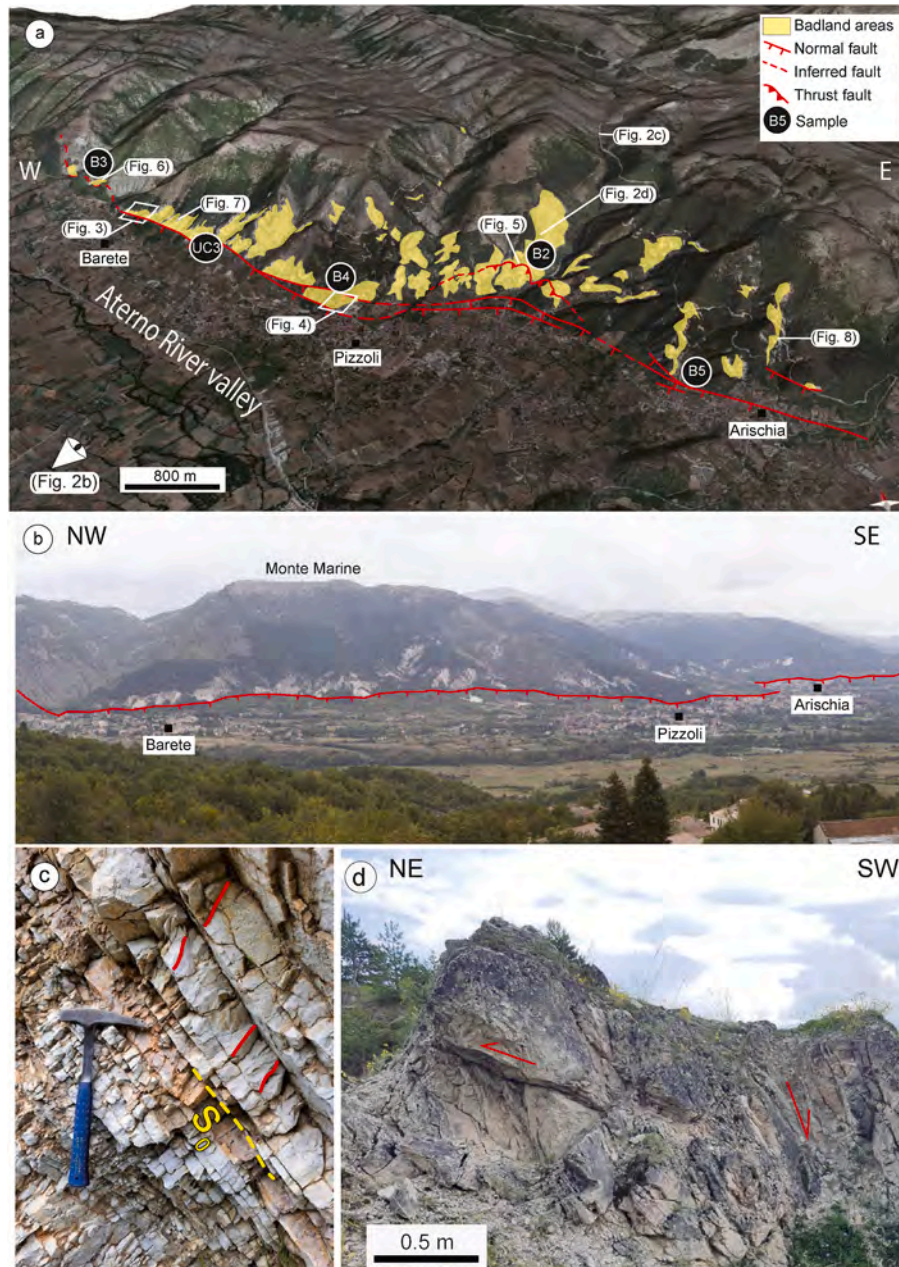 a
Badland areas
Normal fault
Inferred fault
Thrust fault
B5 Sample
(Fig. 2c)
W
E
B3
(Fig. 6)
(Fig. 7)
(Fig. 2d)
(Fig. 5)
(Fig. 3)
Barete
UC3
B4
B2
(Fig. 4)
(Fig. 8)
Aterno River valley
Pizzoli
B5
Arischia
(Fig. 2b)
800 m
b NW
SE
Monte Marine
Arischia
Barete
Pizzoli
c
S0
d
NE
SW
0.5 m